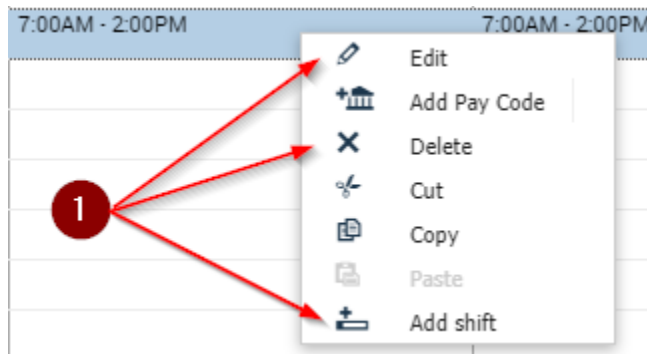 7:00AM - 2:00PM 7:00AM - 2:00PM
Edit
Add Pay Code
Delete
1
Cut
Copy
Paste
Add shift